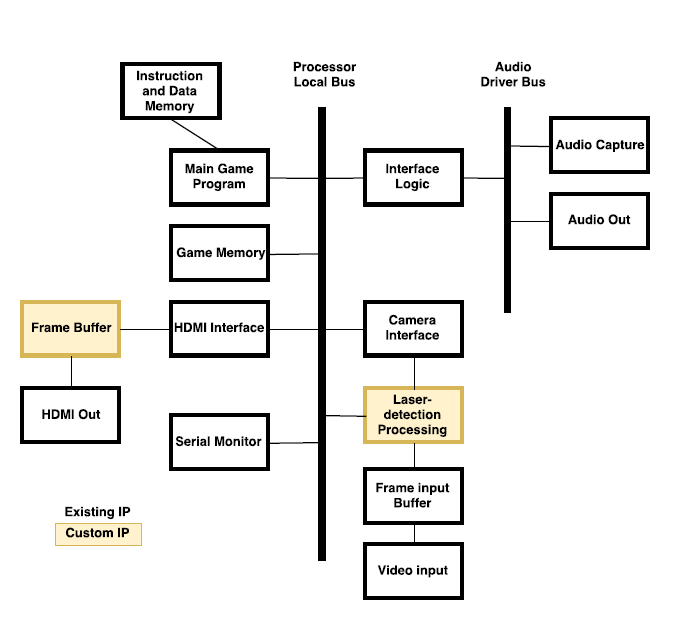 Processor
Local Bus
Audio
Driver Bus
Instruction
and Data
Memory
Main Game
Program
Interface
Logic
Audio Capture
Audio Out
Game Memory
Frame Buffer
HDMI Interface
Camera
Interface
HDMI Out
Laser-
detection
Processing
Serial Monitor
Frame input
Buffer
Video input
Existing IP
Custom IP